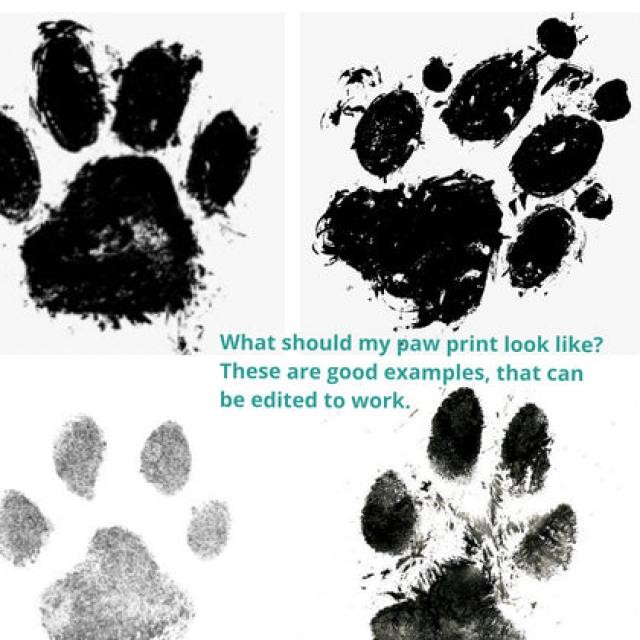 What should my paw print look like?
These are good examples, that can
be edited to work.